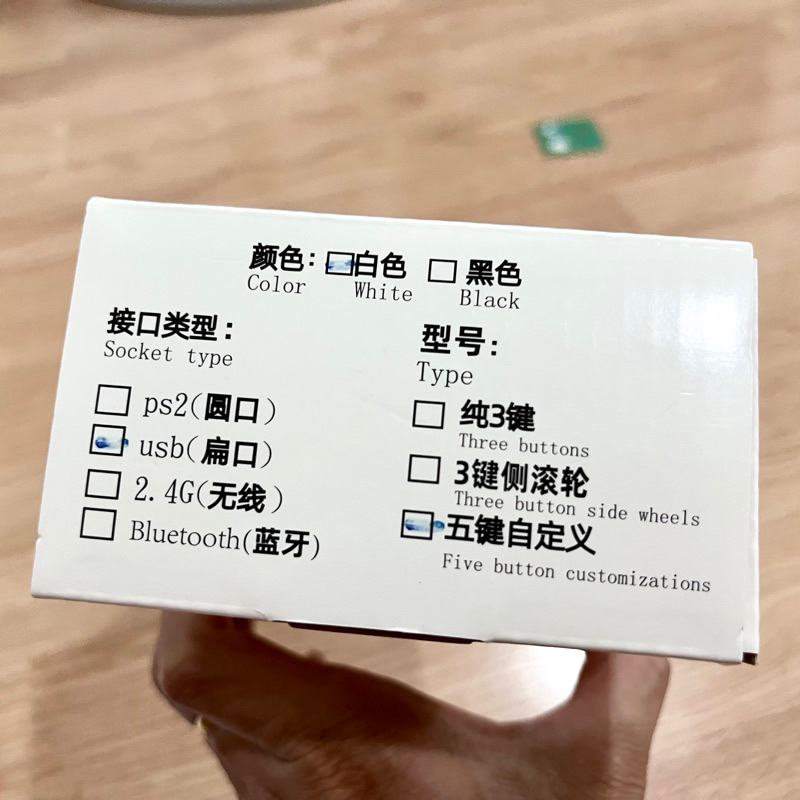 颜色: 白色 黑色
Color White Black
接口类型:
Socket type
ps2(圆口)
usb(扁口)
2.4G(无线)
Bluetooth(蓝牙)
型号:
Type
纯3键
Three buttons
3键侧滚轮
Three button side wheels
五键自定义
Five button customizations